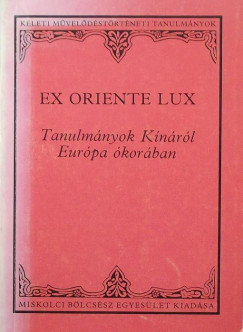 KELETI MŰVELŐDÉSTÖRTÉNETI TANULMÁNYOK
EX ORIENTE LUX
Tanulmányok Kínáról
Európa ókorában
MISKOLCI BÖLCSÉSZ EGYESÜLET KIADÁSA